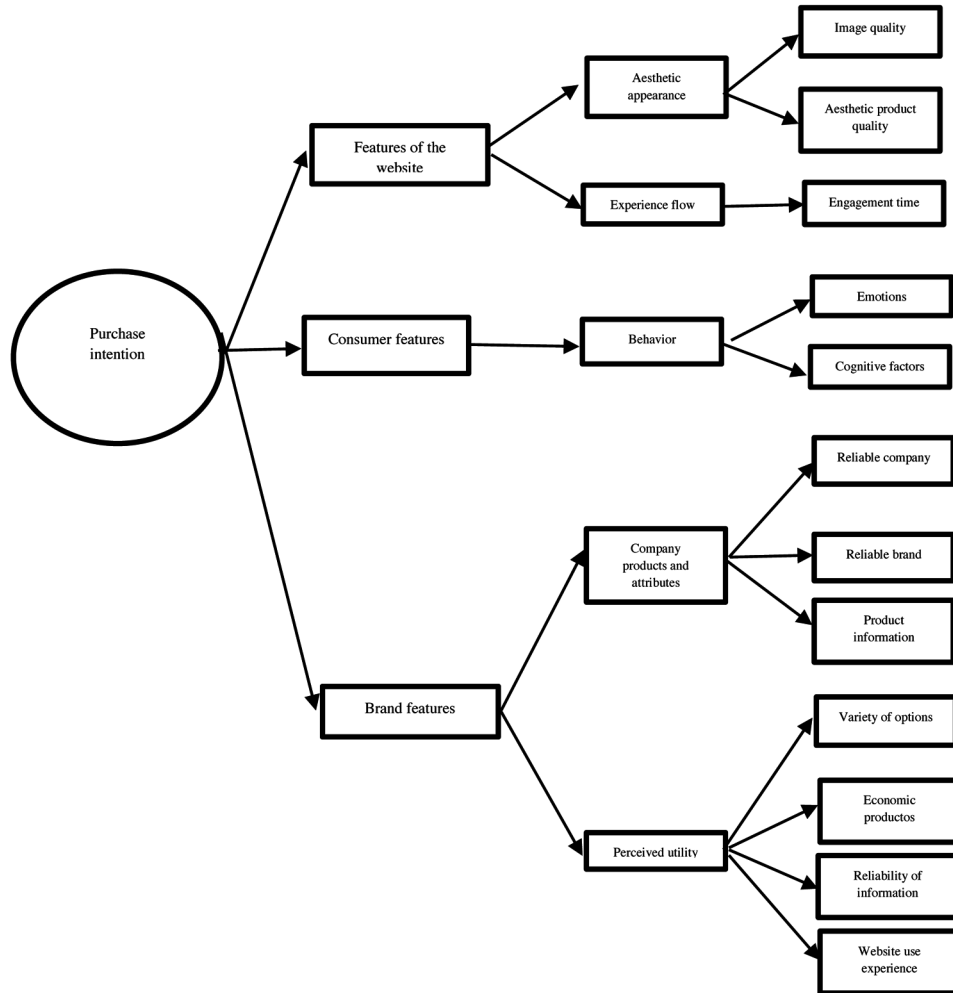 Image quality
Aesthetic
appearance
Aesthetic product
quality
Features of the
website
Experience flow
Engagement time
Purchase
intention
Consumer features
Behavior
Emotions
Cognitive factors
Reliable company
Company
products and
attributes
Reliable brand
Product
information
Brand features
Variety of options
Economic
productos
Perceived utility
Reliability of
information
Website use
experience